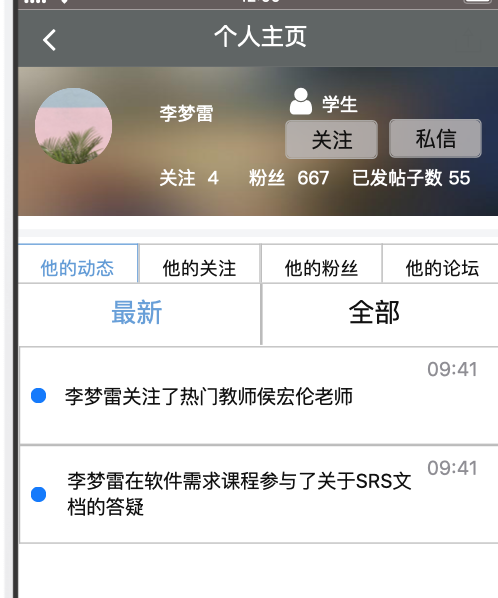 个人主页
李梦雷
学生
关注
私信
关注 4 粉丝 667 已发帖子数 55
他的动态 他的关注 他的粉丝 他的论坛
最新 全部
09:41
李梦雷关注了热门教师侯宏伦老师
09:41
李梦雷在软件需求课程参与了关于SRS文
档的答疑